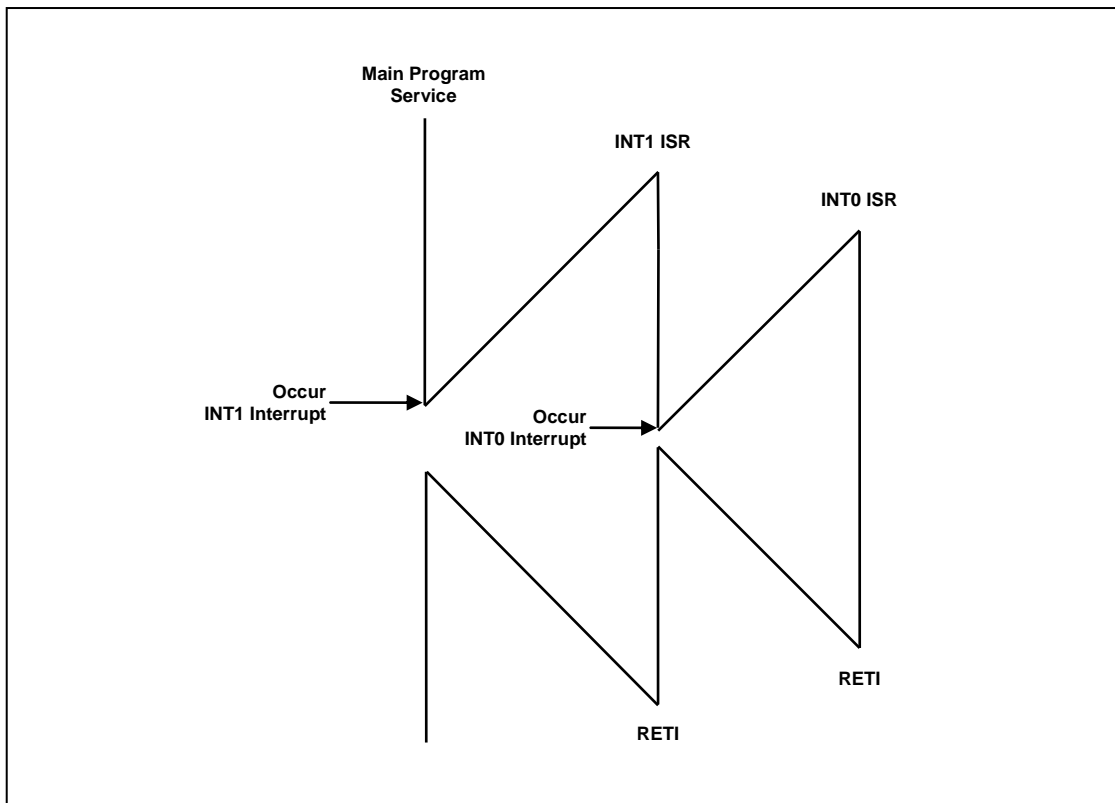 Main Program
Service
INT1 ISR
INT0 ISR
Occur
INT1 Interrupt
Occur
INT0 Interrupt
RETI
RETI